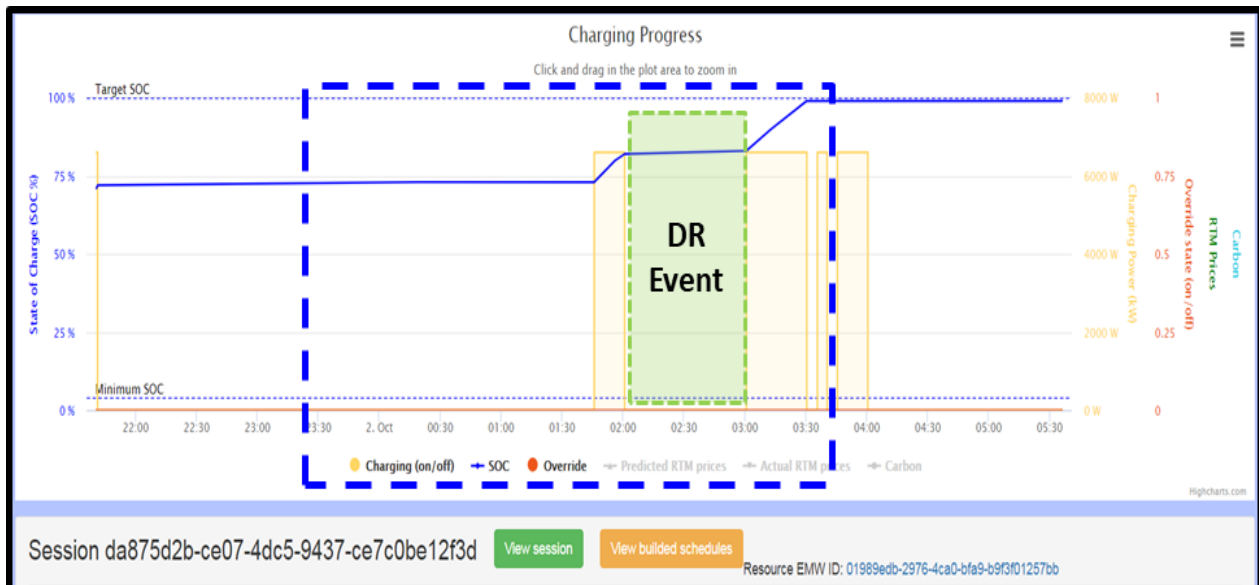 Charging Progress
Click and drag in the plot area to zoom in
Target SOC
100 %
75 %
50 %
25 %
0 %
State of Charge (SOC %)
Minimum SOC
DR
Event
8000 W
6000 W
4000 W
2000 W
0 W
Charging Power (kW)
1
0.75
0.5
0.25
0
Override state (on/off)
RTM Prices
Carbon
22:00 22:30 23:00 23:30 2. Oct 00:30 01:00 01:30 02:00 02:30 03:00 03:30 04:00 04:30 05:00 05:30
Charging (on/off) SOC Override Predicted RTM prices Actual RTM prices Carbon
Highcharts.com
Session da875d2b-ce07-4dc5-9437-ce7c0be12f3d View session View builded schedules
Resource EMW ID: 01989edb-2976-4ca0-bfa9-b9f3f01257bb